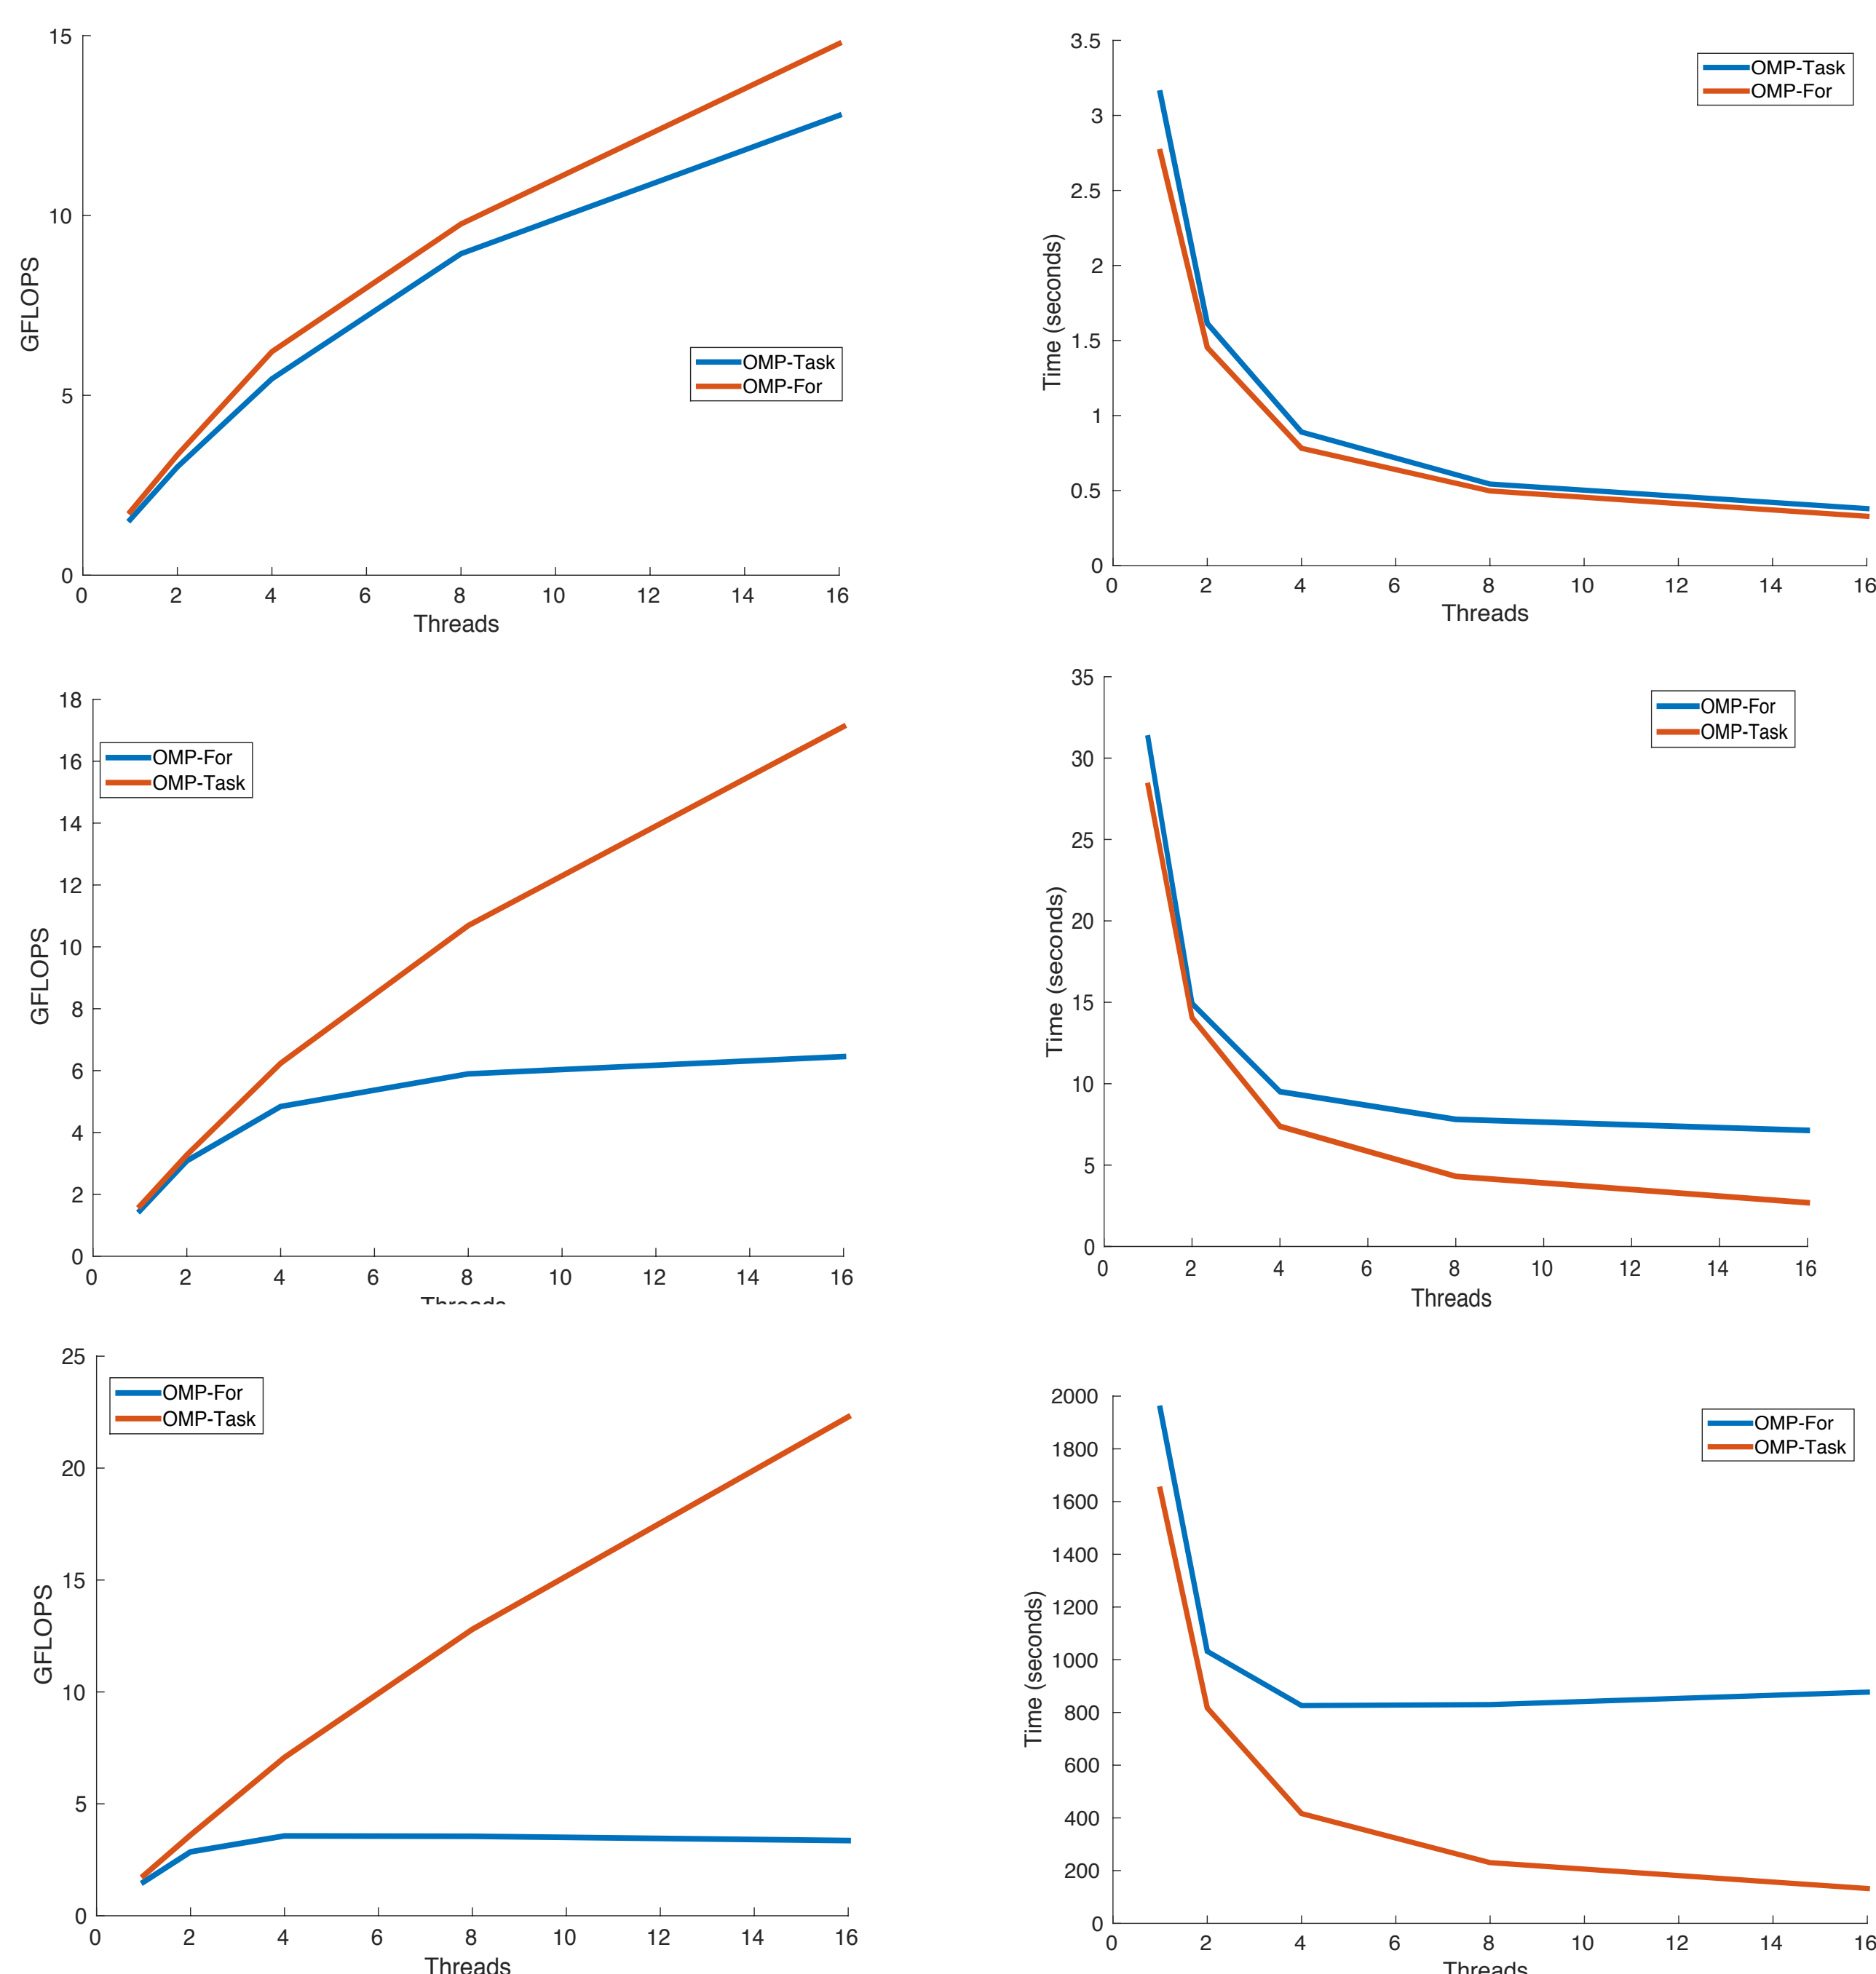 15
10
5
0
GFLOPS
OMP-Task
OMP-For
0 2 4 6 8 10 12 14 16
Threads
3.5
3
2.5
2
1.5
1
0.5
0
Time (seconds)
OMP-Task
OMP-For
0 2 4 6 8 10 12 14 16
Threads
18
16
14
12
10
8
6
4
2
0
GFLOPS
OMP-For
OMP-Task
0 2 4 6 8 10 12 14 16
Threads
35
30
25
20
15
10
5
0
Time (seconds)
OMP-For
OMP-Task
0 2 4 6 8 10 12 14 16
Threads
25
20
15
10
5
0
GFLOPS
OMP-For
OMP-Task
0 2 4 6 8 10 12 14 16
Threads
2000
1800
1600
1400
1200
1000
800
600
400
200
0
Time (seconds)
OMP-For
OMP-Task
0 2 4 6 8 10 12 14 16
Threads